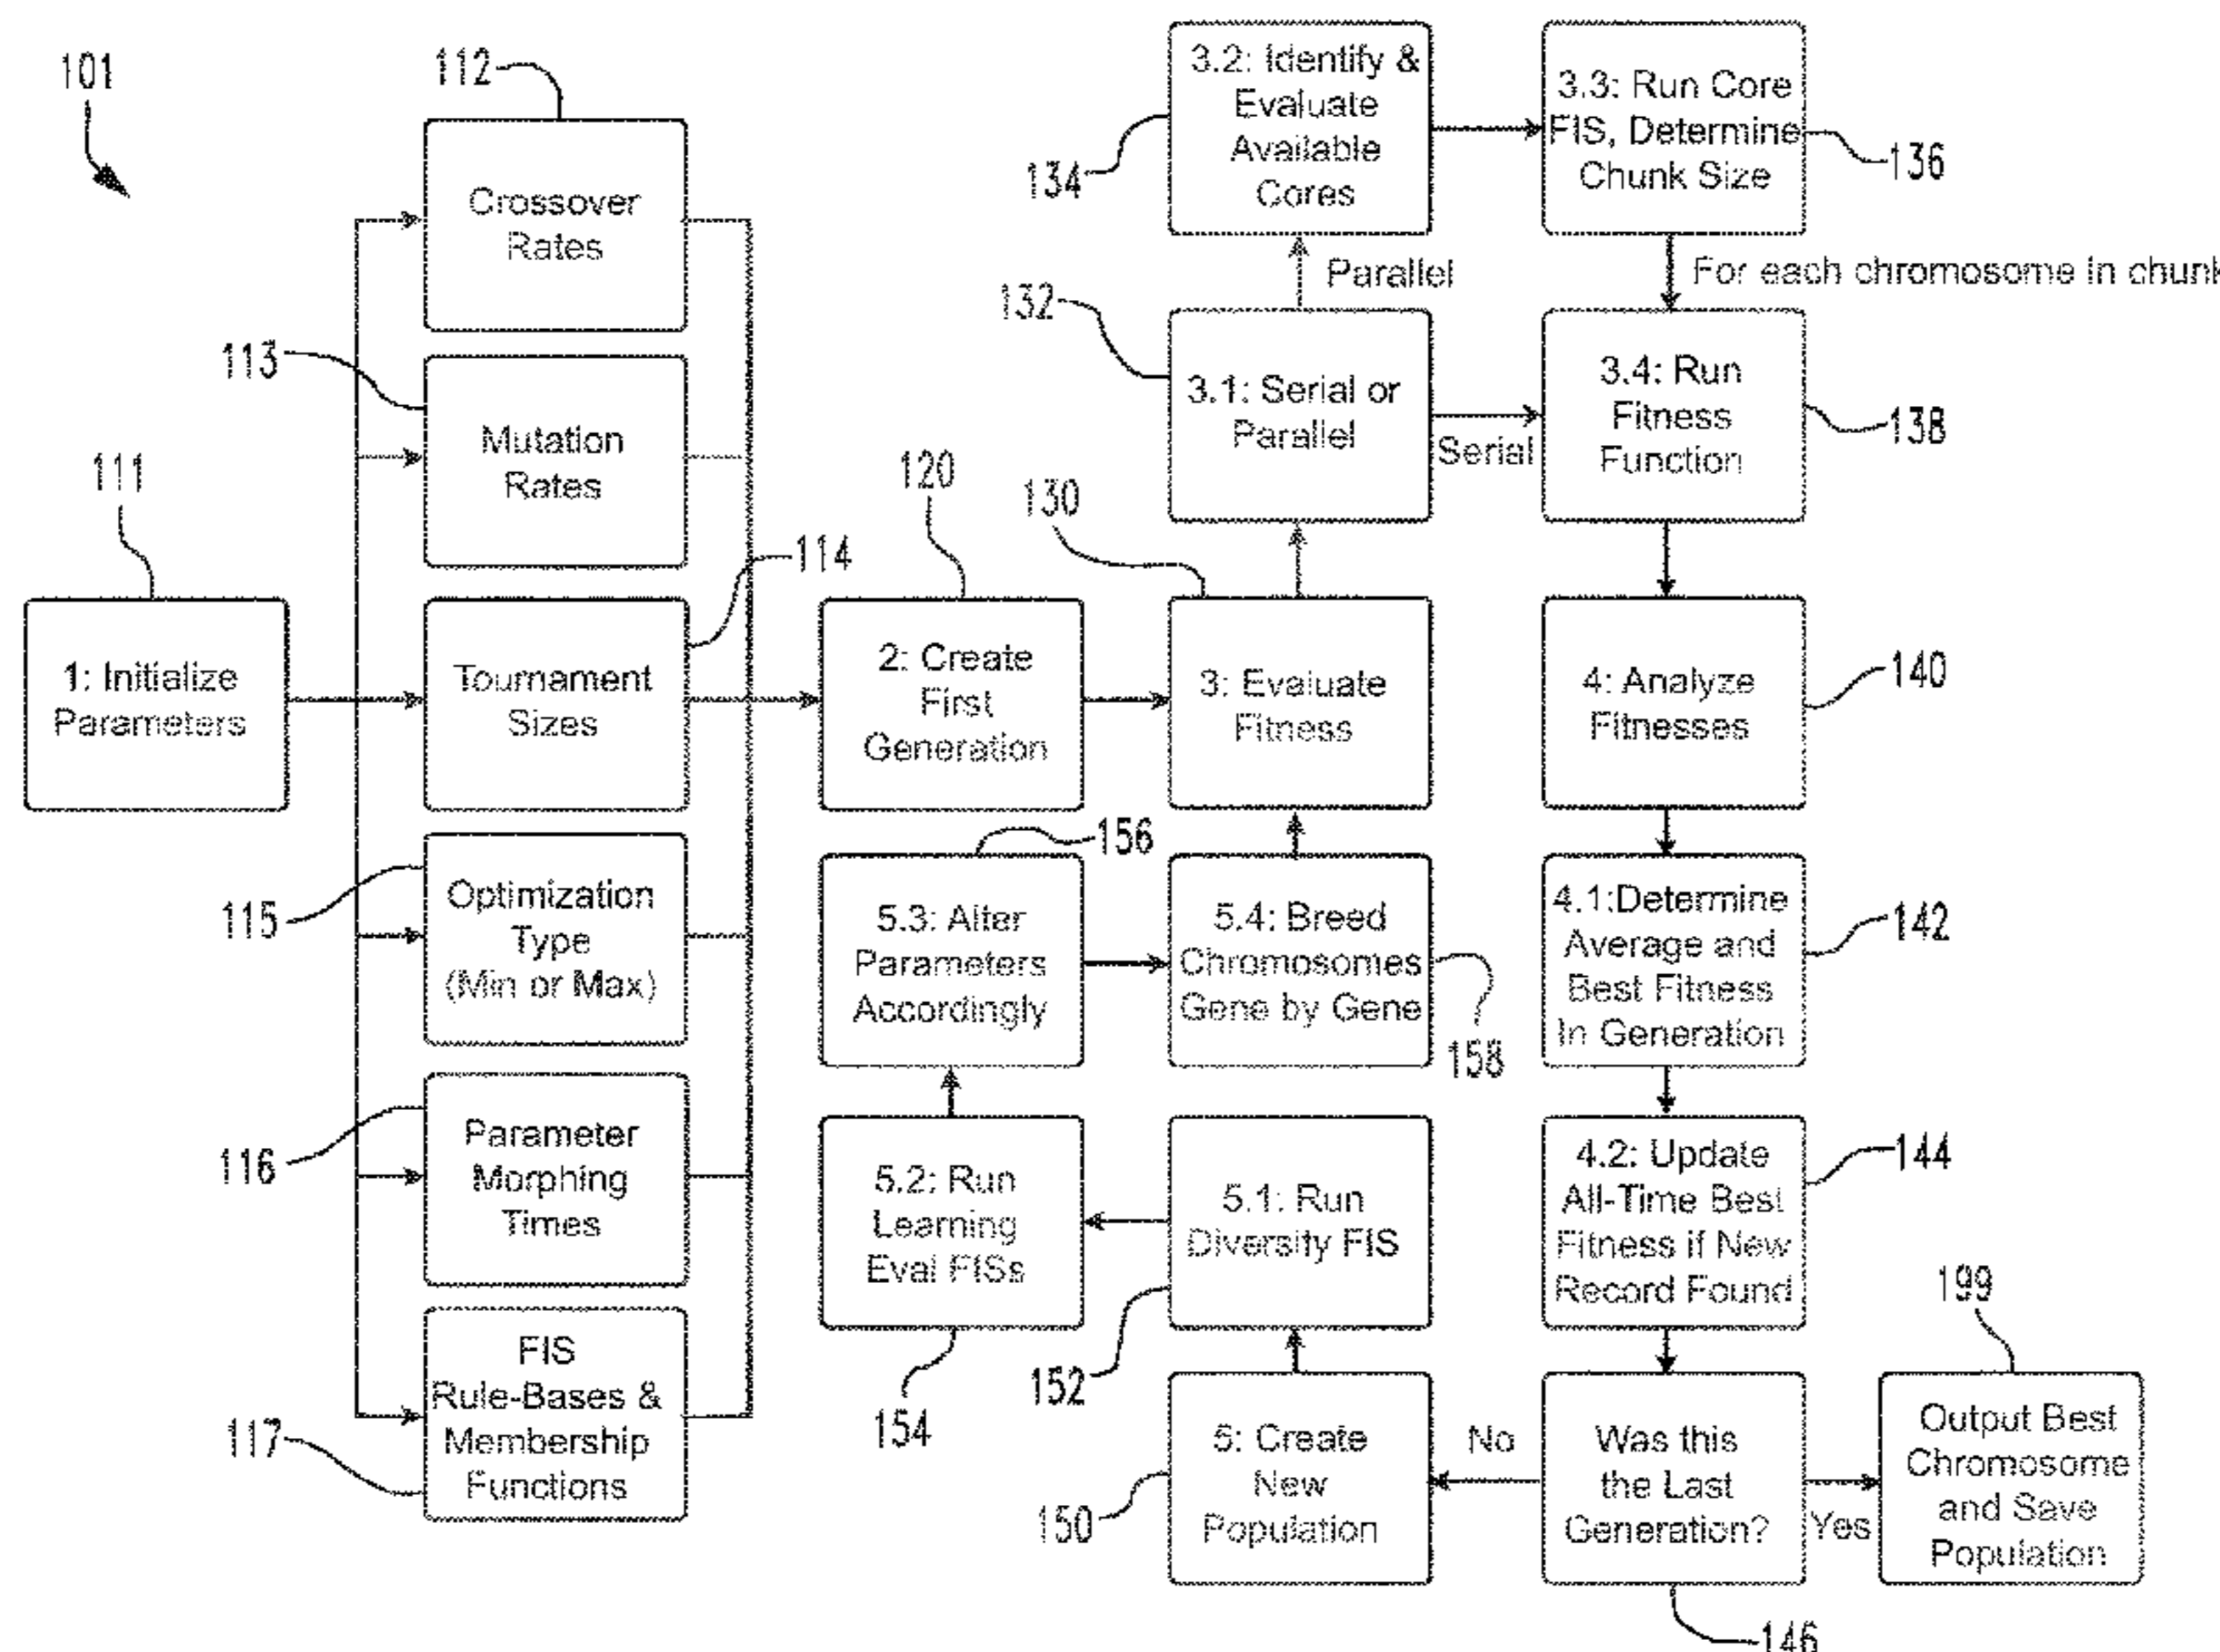 101
112
Crossover
Rates
113
Mutation
Rates
111
1: Initialize
Parameters
114
Tournament
Sizes
115
Optimization
Type
(Min or Max)
116
Parameter
Morphing
Times
117
FIS
Rule-Bases &
Membership
Functions
120
2: Create
First
Generation
130
3: Evaluate
Fitness
132
3.1: Serial or
Parallel
Parallel
Serial
134
3.2: Identify &
Evaluate
Available
Cores
3.3: Run Core
FIS, Determine
Chunk Size
136
For each chromosome in chunk
3.4: Run
Fitness
Function
138
4: Analyze
Fitnesses
140
4.1:Determine
Average and
Best Fitness
In Generation
142
4.2: Update
All-Time Best
Fitness if New
Record Found
144
Was this
the Last
Generation?
146
Yes
199
Output Best
Chromosome
and Save
Population
No
5: Create
New
Population
150
5.1: Run
Diversity FIS
152
5.2: Run
Learning
Eval FISs
154
5.3: Alter
Parameters
Accordingly
156
5.4: Breed
Chromosomes
Gene by Gene
158